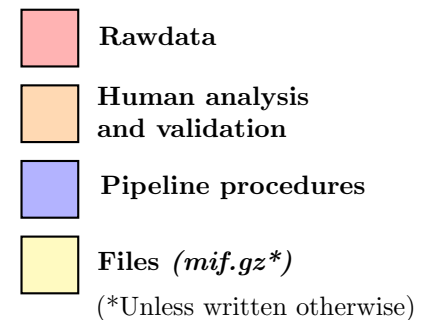 Rawdata
Human analysis
and validation
Pipeline procedures
Files (mif.gz*)
(*Unless written otherwise)